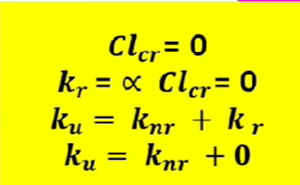 Cl_cr = 0
k_r = ∝ Cl_cr = 0
k_u = k_nr + k_r
k_u = k_nr + 0